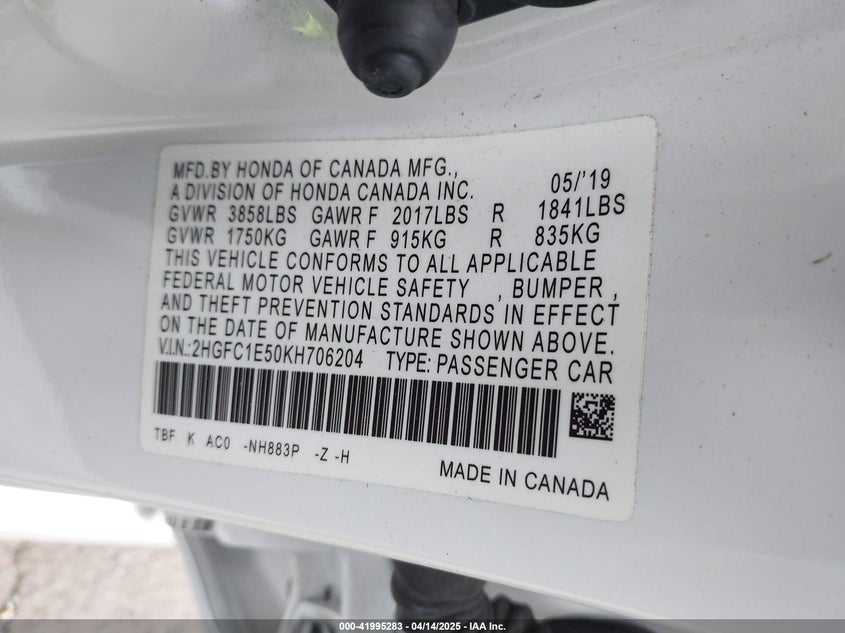 MFD.BY HONDA OF CANADA MFG.,
A DIVISION OF HONDA CANADA INC. 05/'19
GVWR 3858LBS GAWR F 2017LBS R 1841LBS
GVWR 1750KG GAWR F 915KG R 835KG
THIS VEHICLE CONFORMS TO ALL APPLICABLE
FEDERAL MOTOR VEHICLE SAFETY , BUMPER ,
AND THEFT PREVENTION STANDARDS IN EFFECT
ON THE DATE OF MANUFACTURE SHOWN ABOVE.
V.I.N.:2HGFC1E50KH706204 TYPE: PASSENGER CAR
TBF K AC0 -NH883P -Z -H
MADE IN CANADA
000-41995283 - 04/14/2025 - IAA Inc.